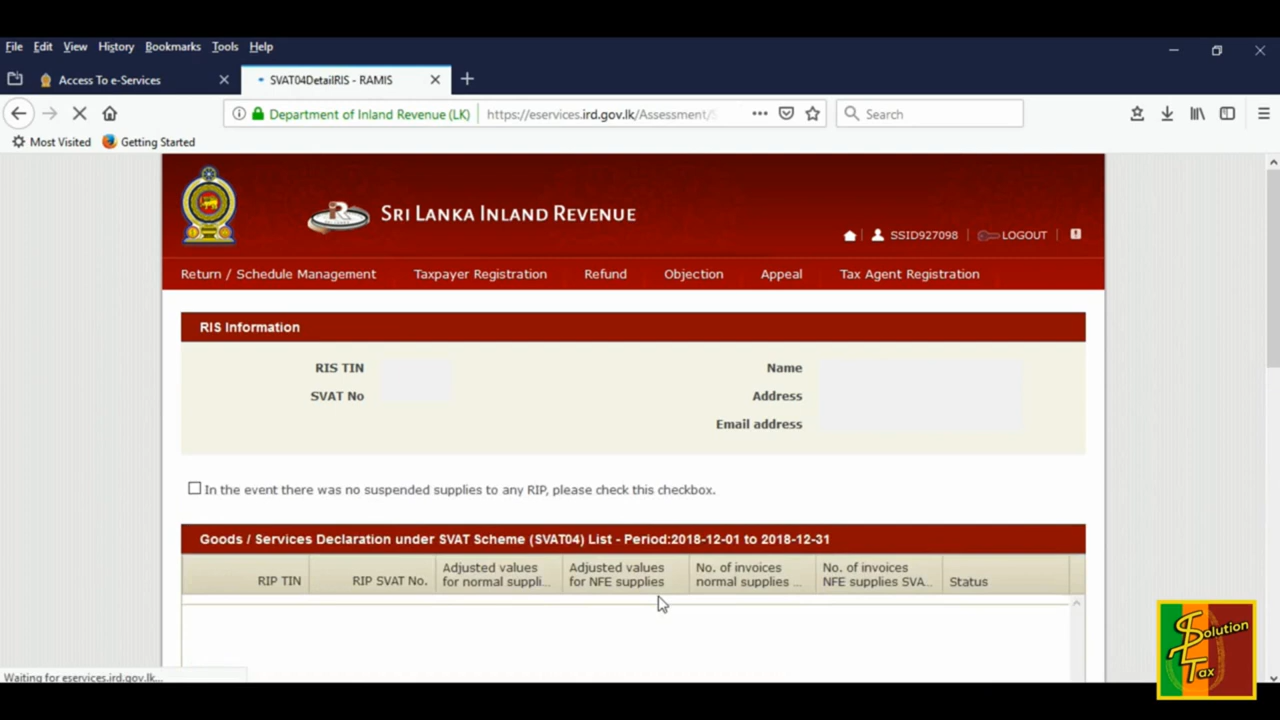 File Edit View History Bookmarks Tools Help
Access To e-Services
SVAT04DetailRIS - RAMIS
Department of Inland Revenue (LK)
https://eservices.ird.gov.lk/Assessment/S
Search
Most Visited Getting Started
SRI LANKA INLAND REVENUE
SSID927098 LOGOUT
Return / Schedule Management Taxpayer Registration Refund Objection Appeal Tax Agent Registration
RIS Information
RIS TIN Name
SVAT No Address
Email address
In the event there was no suspended supplies to any RIP, please check this checkbox.
Goods / Services Declaration under SVAT Scheme (SVAT04) List - Period:2018-12-01 to 2018-12-31
RIP TIN
RIP SVAT No.
Adjusted values
for normal suppli...
Adjusted values
for NFE supplies
No. of invoices
normal supplies ...
No. of invoices
NFE supplies SVA...
Status
Solution
Tax
Waiting for eservices.ird.gov.lk...